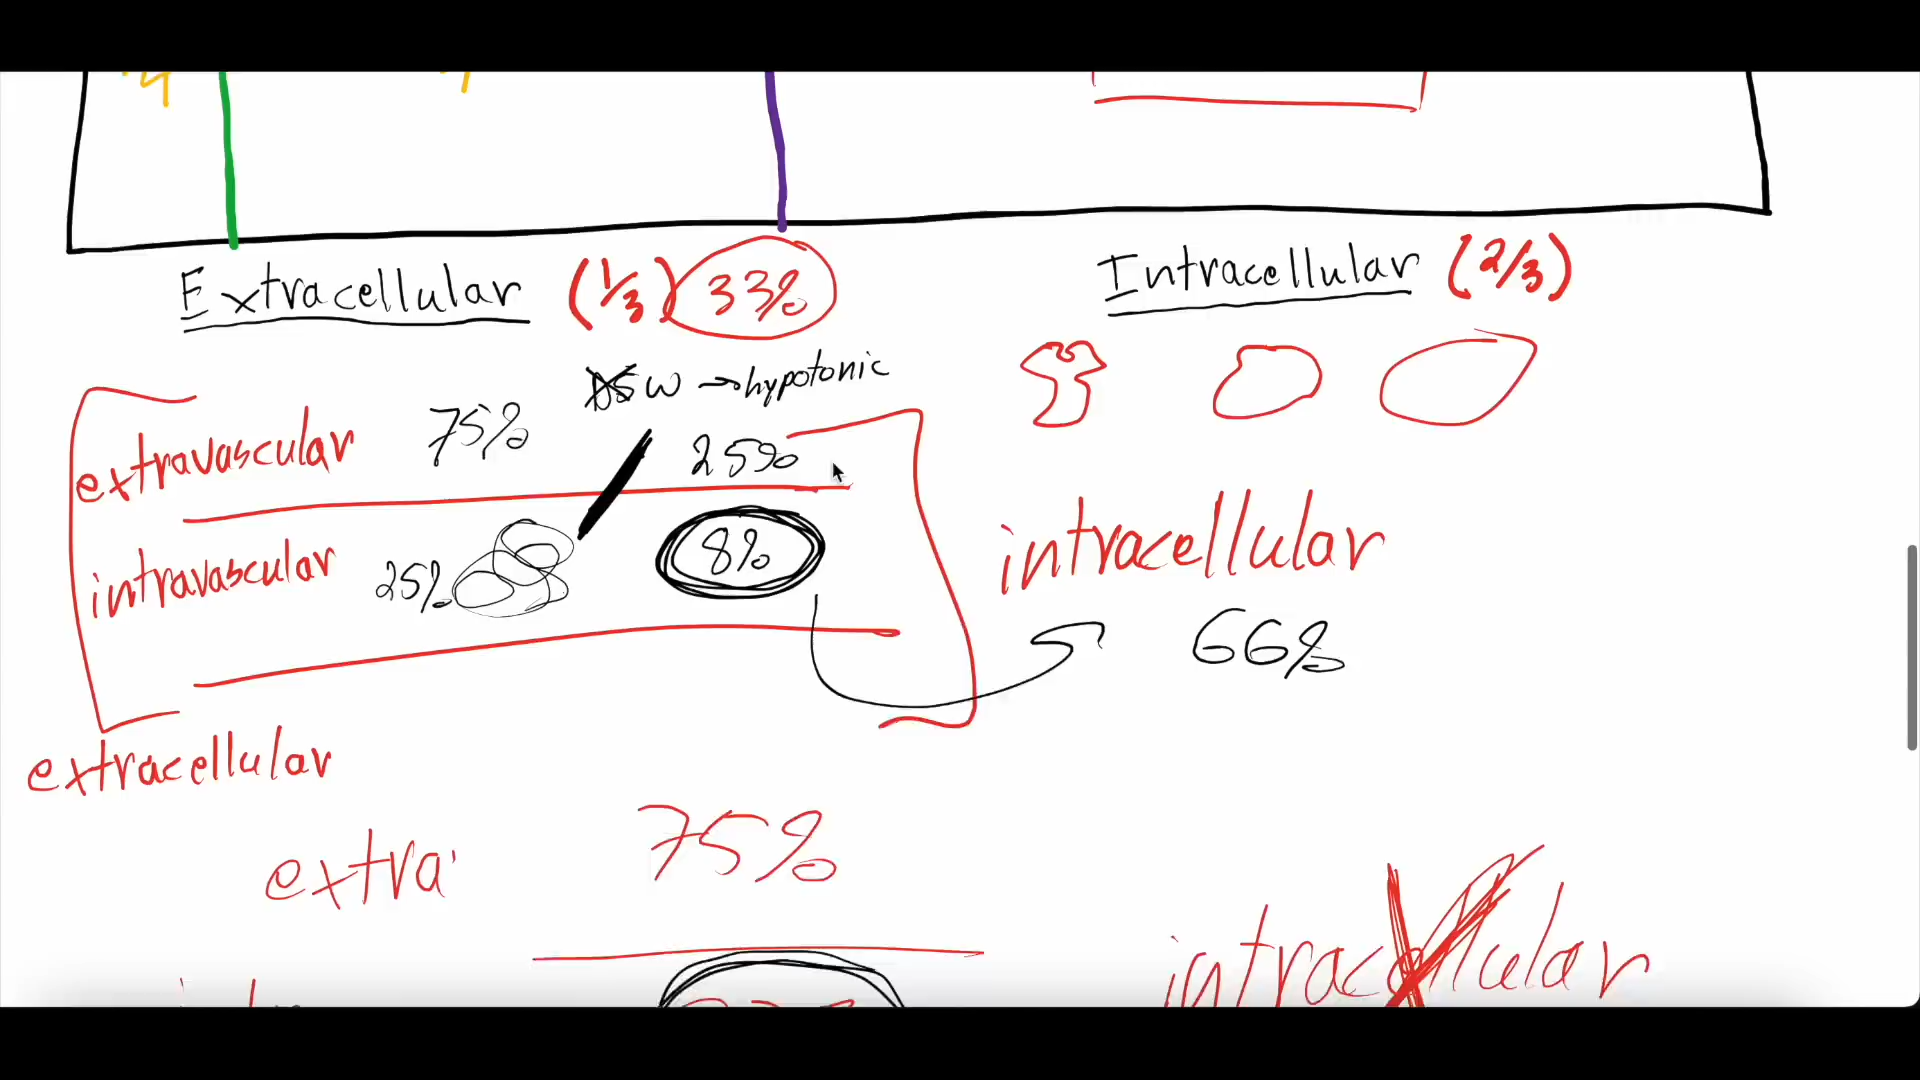 Extracellular (1/3) 33%
Intracellular (2/3)
D5W → hypotonic
extravascular 75% 25%
intravascular 25% 8%
intracellular
66%
extracellular
extra 75%
intracellular